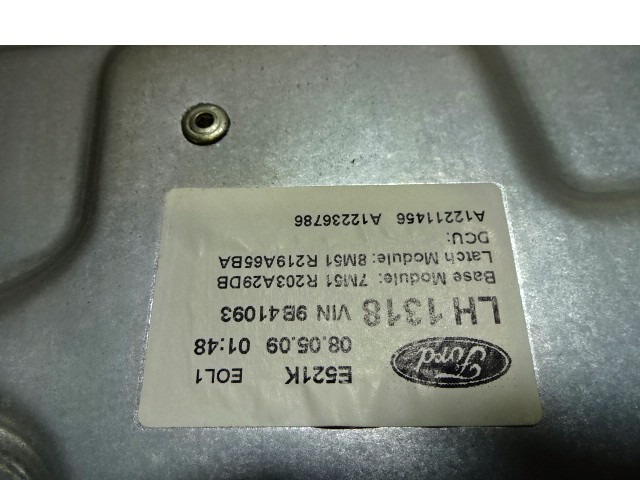 Ford
E521K EOL1
08.05.09 01:48
LH 1318 VIN 9B41093
Base Module: 7M51 R203A29DB
Latch Module: 8M51 R219A65BA
DCU:
A12211456 A12236786